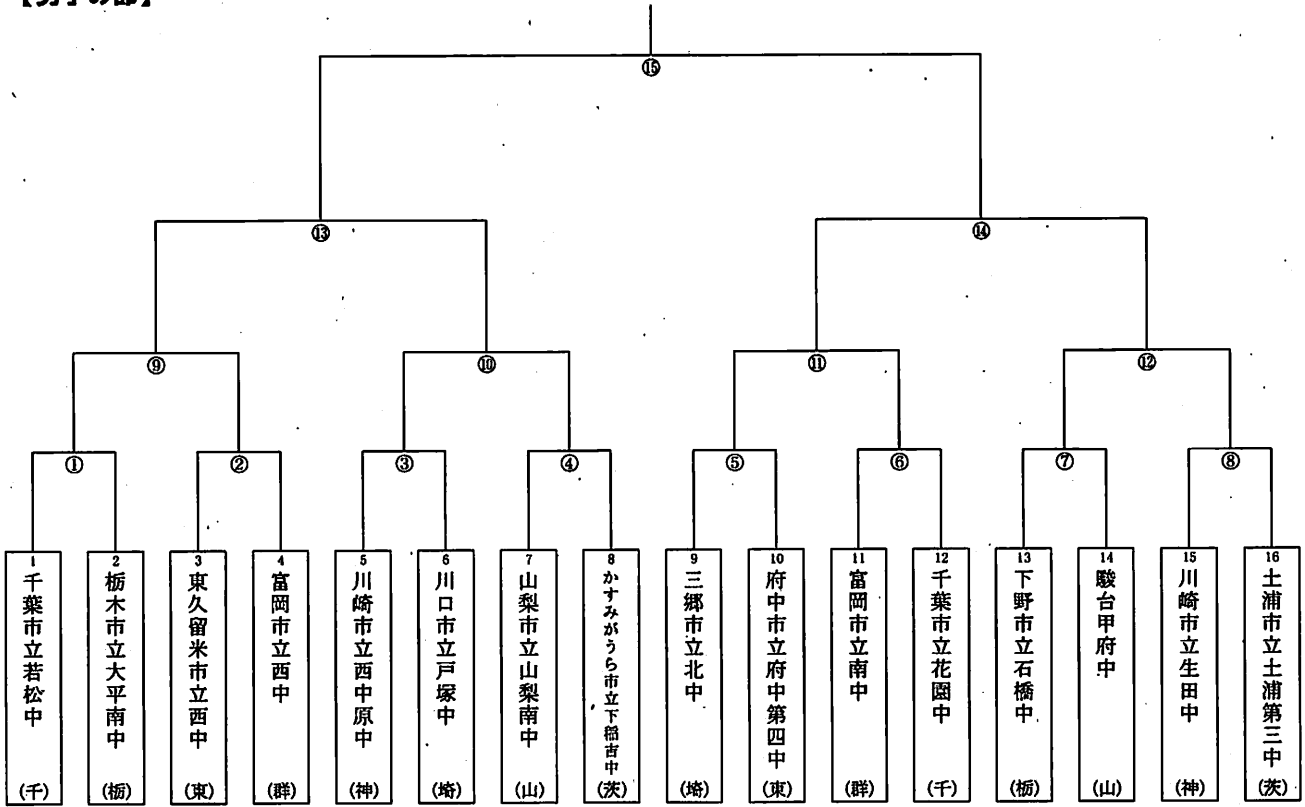 ⑮
⑬
⑭
⑨
⑩
⑪
⑫
①
②
③
④
⑤
⑥
⑦
⑧
1
千葉市立若松中
(千)
2
栃木市立大平南中
(栃)
3
東久留米市立西中
(東)
4
富岡市立西中
(群)
5
川崎市立西中原中
(神)
6
川口市立戸塚中
(埼)
7
山梨市立山梨南中
(山)
8
かすみがうら市立下稲吉中
(茨)
9
三郷市立北中
(埼)
10
府中市立府中第四中
(東)
11
富岡市立南中
(群)
12
千葉市立花園中
(千)
13
下野市立石橋中
(栃)
14
駿台甲府中
(山)
15
川崎市立生田中
(神)
16
土浦市立土浦第三中
(茨)